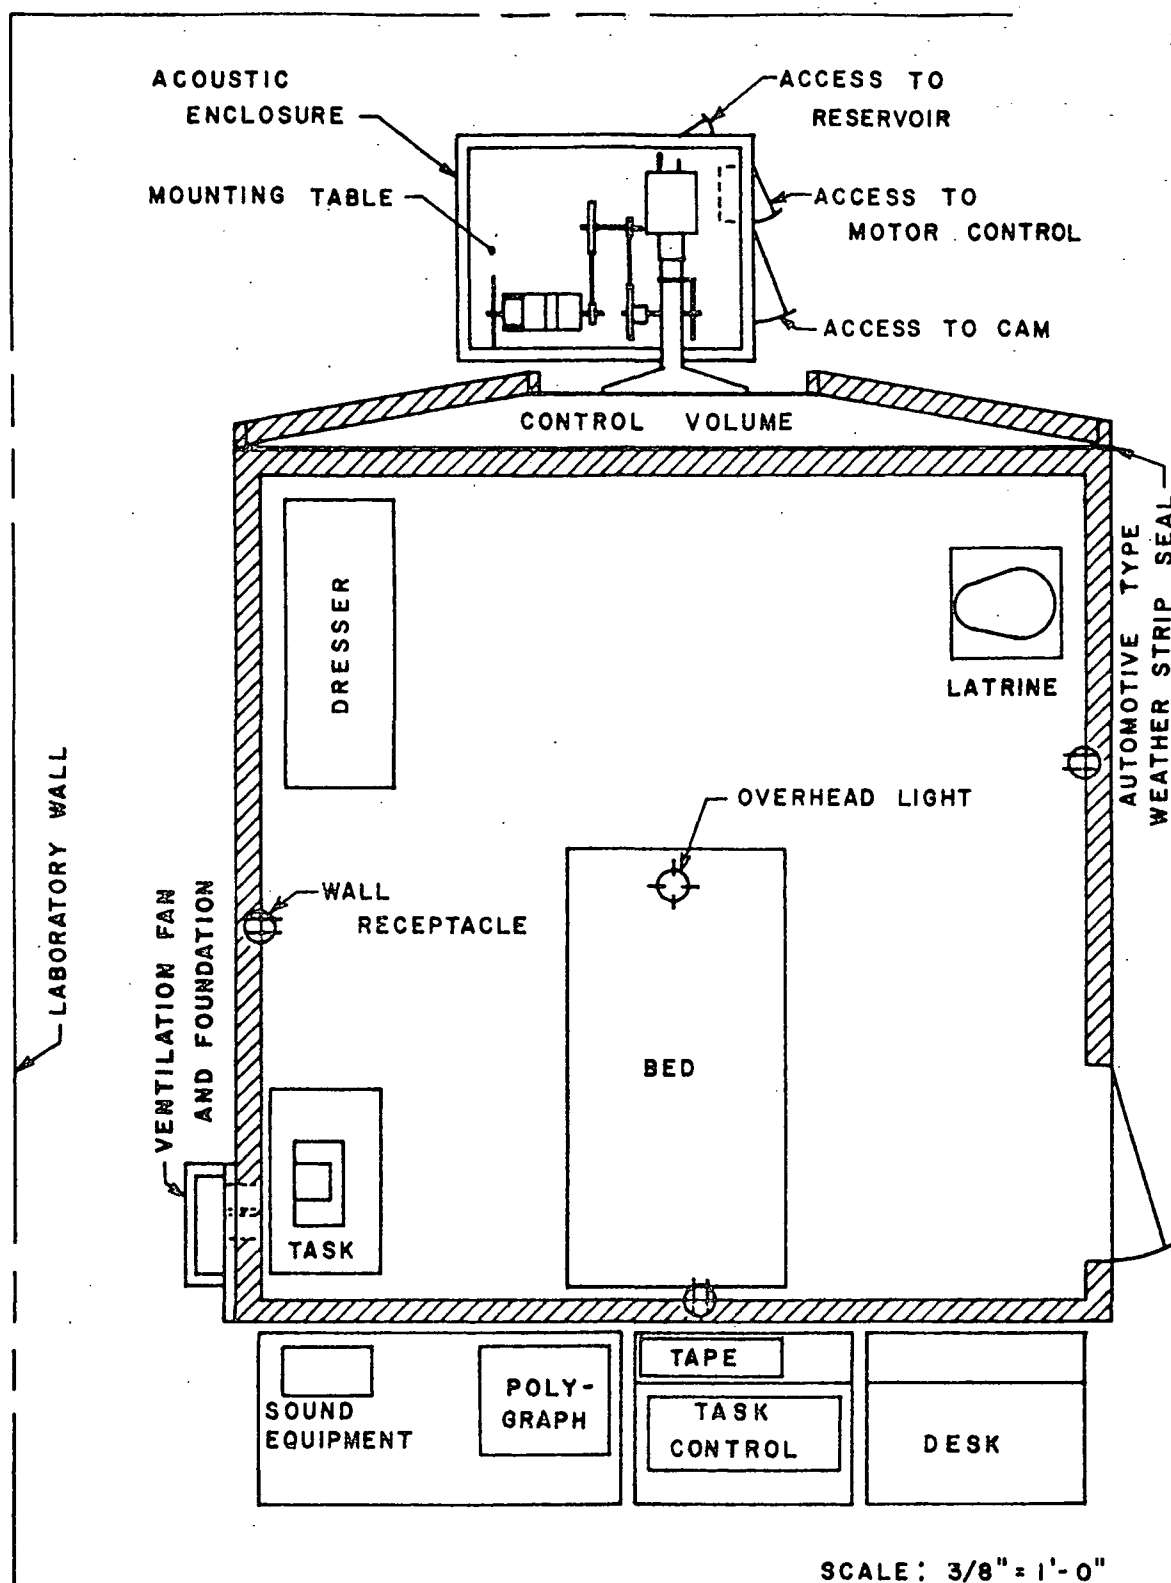 ACOUSTIC
ENCLOSURE
ACCESS TO
RESERVOIR
MOUNTING TABLE
ACCESS TO
MOTOR CONTROL
ACCESS TO CAM
CONTROL VOLUME
AUTOMOTIVE TYPE
WEATHER STRIP SEAL
DRESSER
LATRINE
OVERHEAD LIGHT
WALL
RECEPTACLE
LABORATORY WALL
VENTILATION FAN
AND FOUNDATION
BED
TASK
SOUND
EQUIPMENT
POLY-
GRAPH
TAPE
TASK
CONTROL
DESK
SCALE: 3/8" = 1'-0"